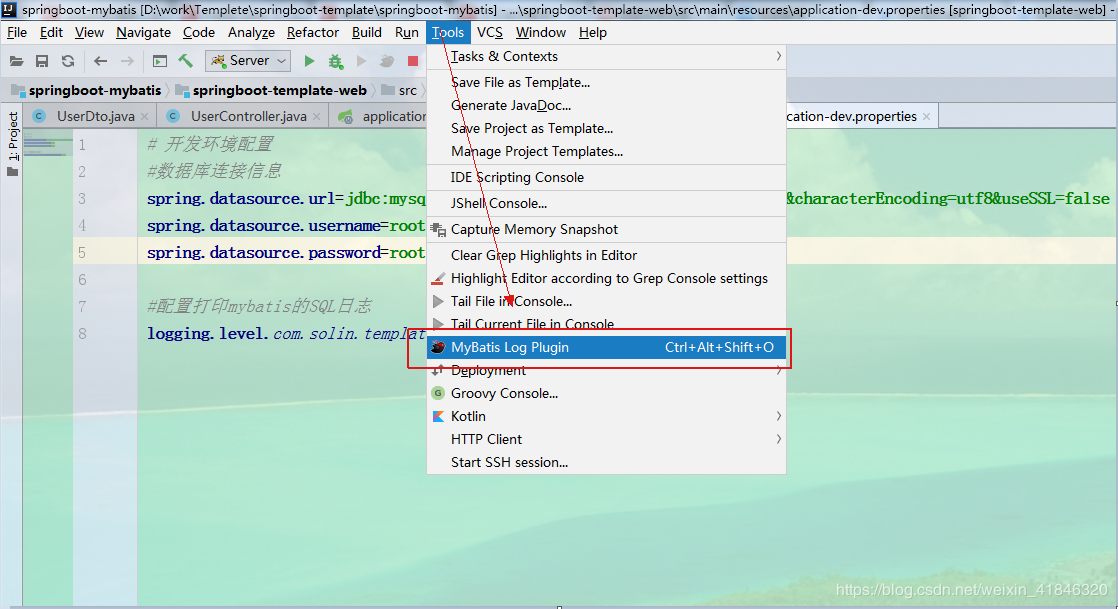 springboot-mybatis [D:\work\Templete\springboot-template\springboot-mybatis] - ...\springboot-template-web\src\main\resources\application-dev.properties [springboot-template-web] -
File Edit View Navigate Code Analyze Refactor Build Run Tools VCS Window Help
Server
springboot-mybatis springboot-template-web src
1: Project
UserDto.java UserController.java application cation-dev.properties
1 # 开发环境配置
2 #数据库连接信息
3 spring.datasource.url=jdbc:mysq &characterEncoding=utf8&useSSL=false
4 spring.datasource.username=root
5 spring.datasource.password=root
6
7 #配置打印mybatis的SQL日志
8 logging.level.com.solin.templat
Tasks & Contexts
Save File as Template...
Generate JavaDoc...
Save Project as Template...
Manage Project Templates...
IDE Scripting Console
JShell Console...
Capture Memory Snapshot
Clear Grep Highlights in Editor
Highlight Editor according to Grep Console settings
Tail File in Console...
Tail Current File in Console
MyBatis Log Plugin Ctrl+Alt+Shift+O
Deployment
Groovy Console...
Kotlin
HTTP Client
Start SSH session...
https://blog.csdn.net/weixin_41846320